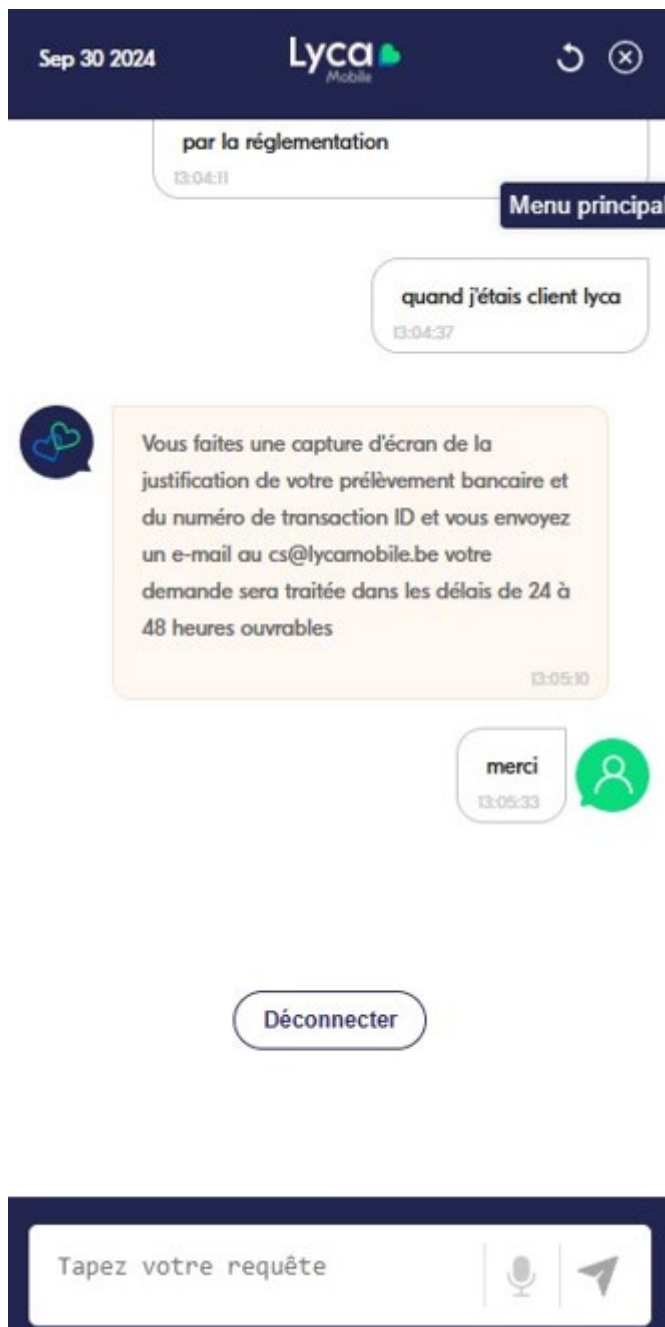 Sep 30 2024
Lyca
Mobile
par la réglementation
13:04:11
Menu principal
quand j'étais client lyca
13:04:37
Vous faites une capture d'écran de la
justification de votre prélèvement bancaire et
du numéro de transaction ID et vous envoyez
un e-mail au cs@lycamobile.be votre
demande sera traitée dans les délais de 24 à
48 heures ouvrables
13:05:10
merci
13:05:33
Déconnecter
Tapez votre requête